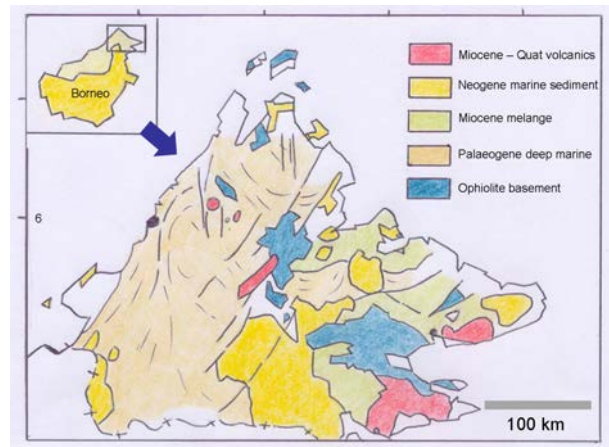 Borneo
Miocene – Quat volcanics
Neogene marine sediment
Miocene melange
Palaeogene deep marine
Ophiolite basement
6
100 km